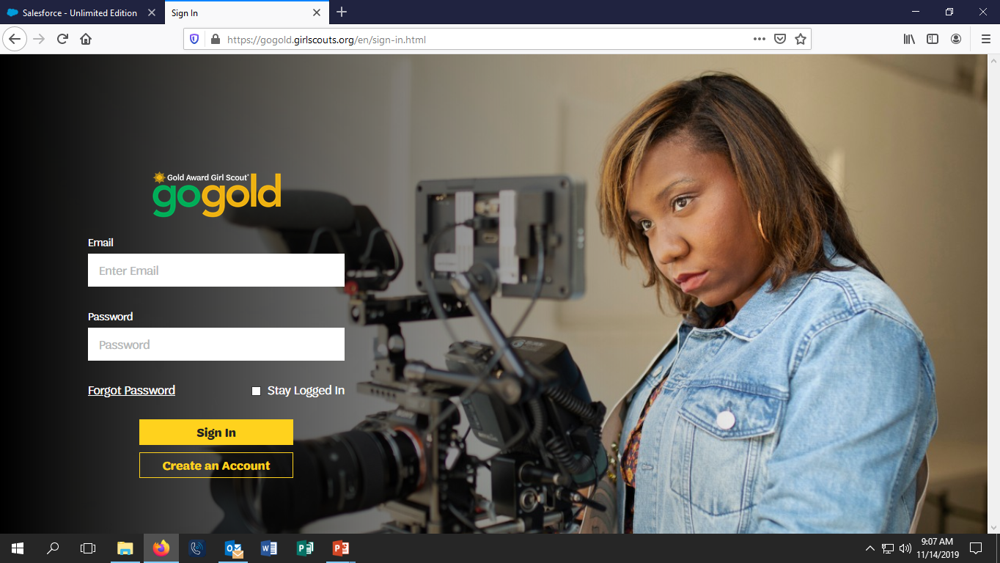 Salesforce - Unlimited Edition
Sign In
https://gogold.girlscouts.org/en/sign-in.html
Gold Award Girl Scout
gogold
Email
Enter Email
Password
Password
Forgot Password
Stay Logged In
Sign In
Create an Account
9:07 AM
11/14/2019